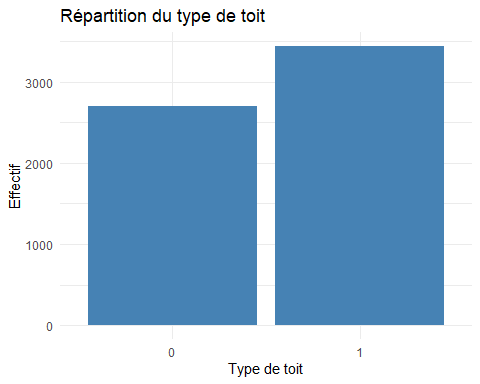 Répartition du type de toit
Effectif
3000
2000
1000
0
0 1
Type de toit